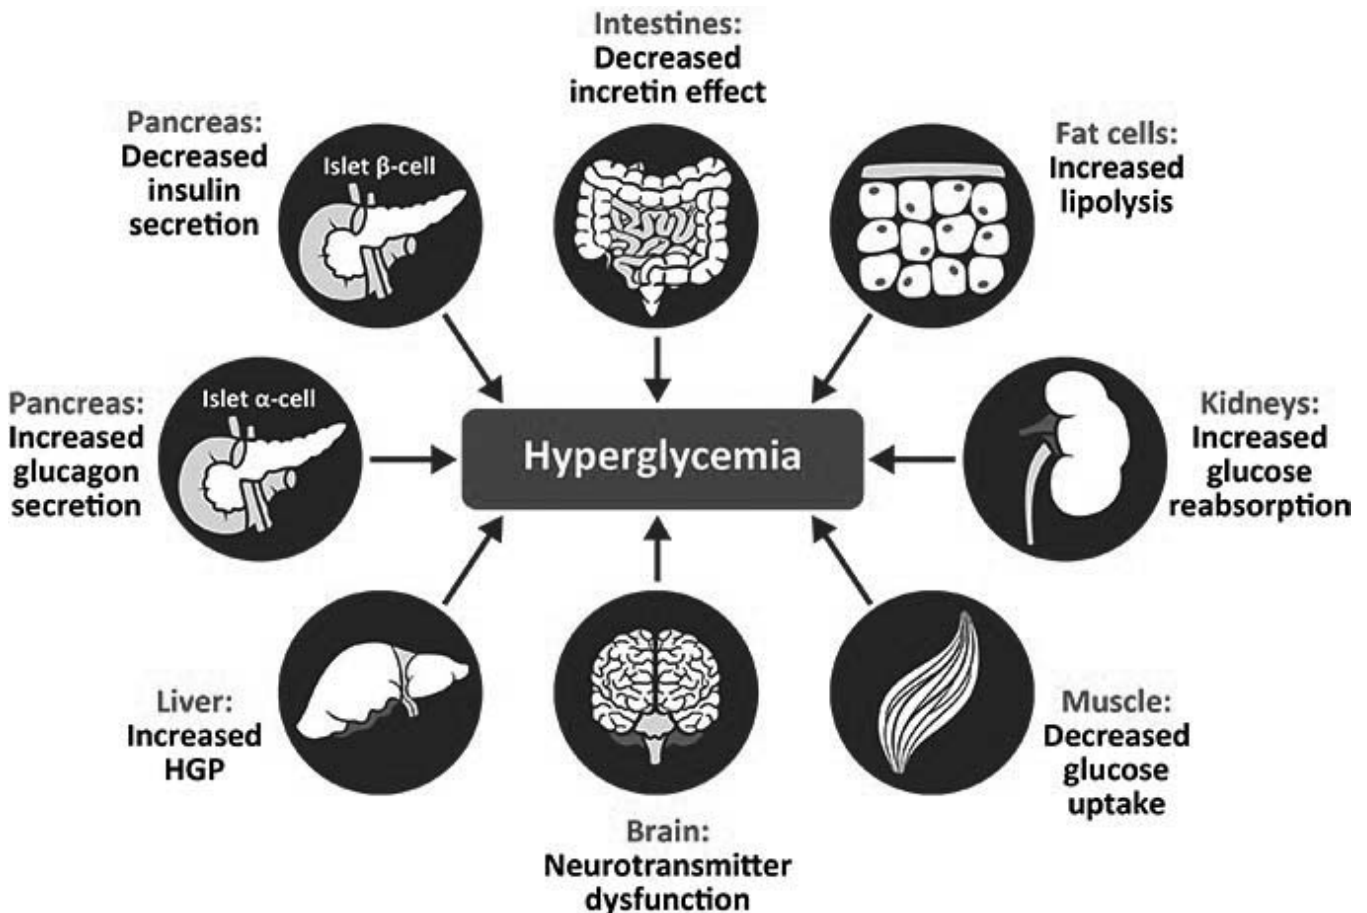 Intestines:
Decreased
incretin effect
Pancreas:
Decreased
insulin
secretion
Islet β-cell
Fat cells:
Increased
lipolysis
Pancreas:
Increased
glucagon
secretion
Islet α-cell
Hyperglycemia
Kidneys:
Increased
glucose
reabsorption
Liver:
Increased
HGP
Brain:
Neurotransmitter
dysfunction
Muscle:
Decreased
glucose
uptake